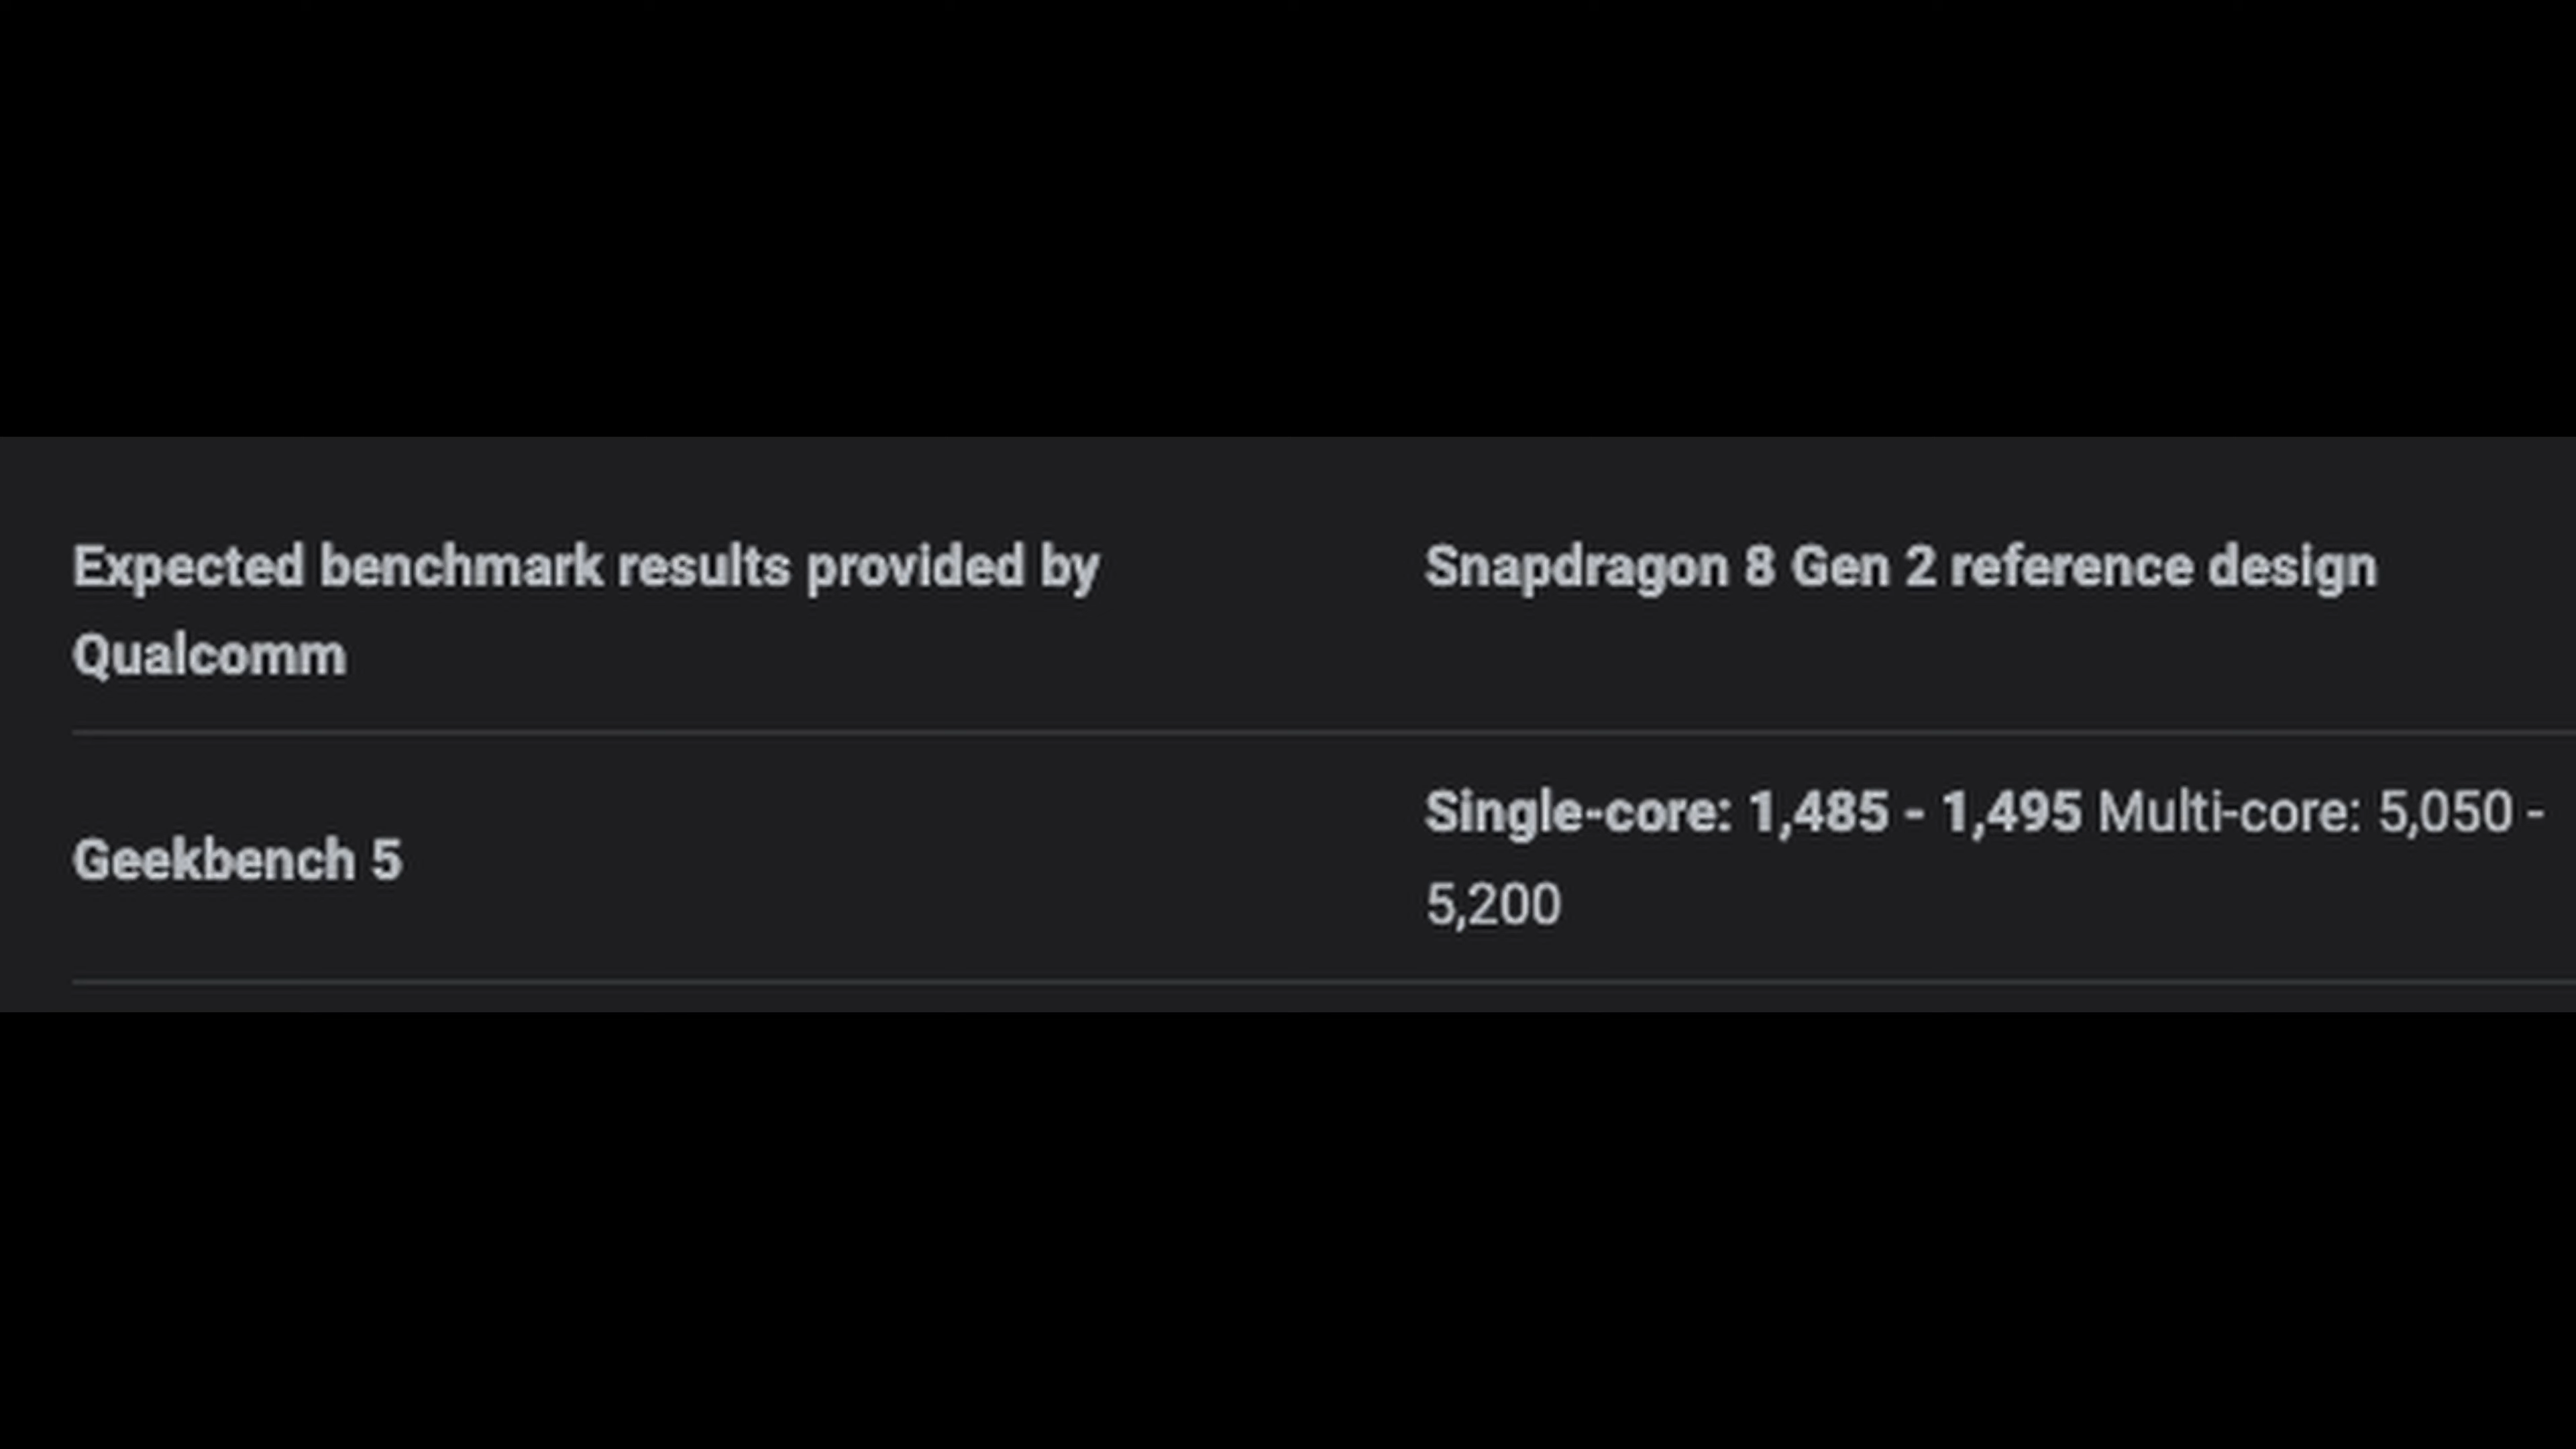 Expected benchmark results provided by
Qualcomm
Snapdragon 8 Gen 2 reference design
Geekbench 5
Single-core: 1,485 - 1,495 Multi-core: 5,050 -
5,200